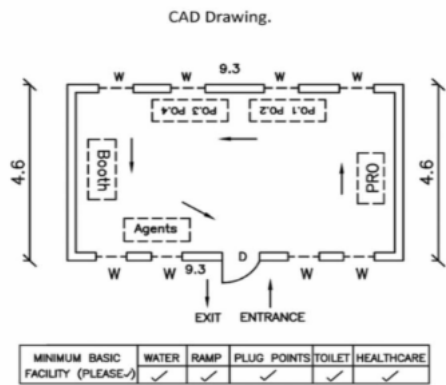 CAD Drawing.
W W 9.3 W W
PO.4 PO.3 PO.2 PO.1
4.6 Booth PRO 4.6
Agents
D
W W 9.3 W W
EXIT ENTRANCE
MINIMUM BASIC FACILITY (PLEASE✓) WATER RAMP PLUG POINTS TOILET HEALTHCARE
✓ ✓ ✓ ✓ ✓